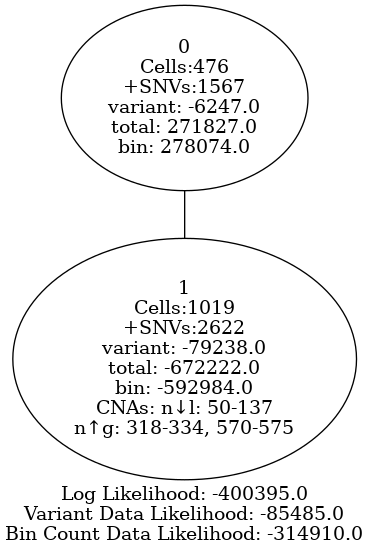 0
Cells:476
+SNVs:1567
variant: -6247.0
total: 271827.0
bin: 278074.0
1
Cells:1019
+SNVs:2622
variant: -79238.0
total: -672222.0
bin: -592984.0
CNAs: n↓l: 50-137
n↑g: 318-334, 570-575
Log Likelihood: -400395.0
Variant Data Likelihood: -85485.0
Bin Count Data Likelihood: -314910.0